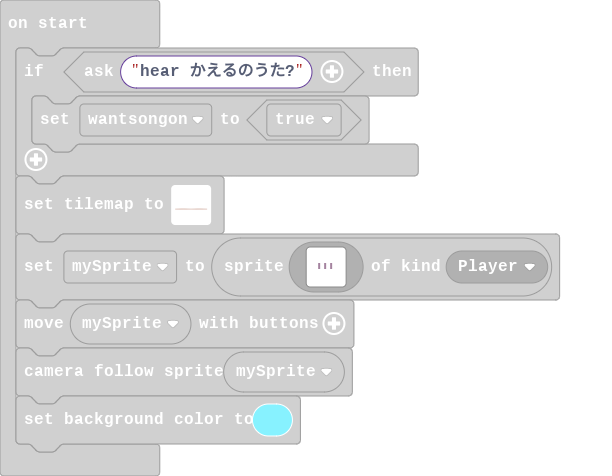 on start
if ask "hear かえるのうた?" then
set wantsongon to true
set tilemap to
set mySprite to sprite of kind Player
move mySprite with buttons
camera follow sprite mySprite
set background color to